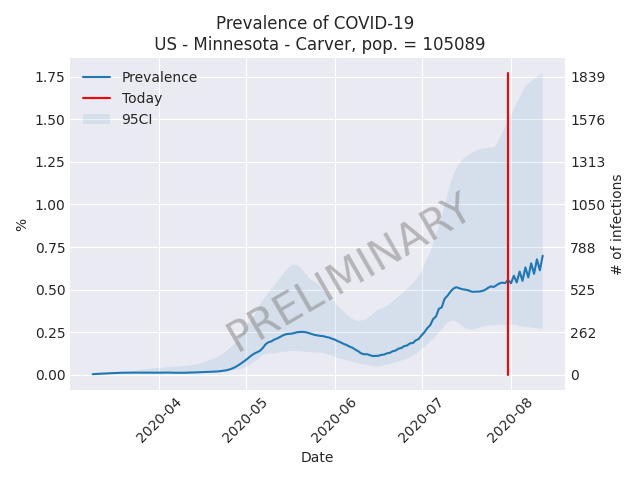 Prevalence of COVID-19
US - Minnesota - Carver, pop. = 105089
Prevalence
Today
95CI
1.75
1.50
1.25
1.00
0.75
0.50
0.25
0.00
%
1839
1576
1313
1050
788
525
262
0
# of infections
PRELIMINARY
2020-04
2020-05
2020-06
2020-07
2020-08
Date